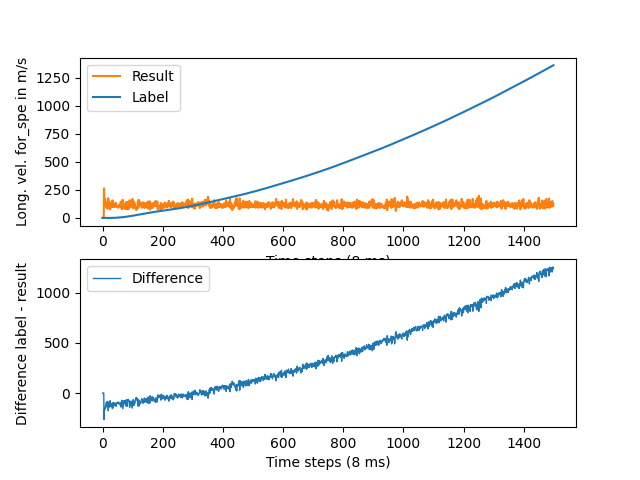 Long. vel. for_spe in m/s
1250
1000
750
500
250
0
Result
Label
0 200 400 600 800 1000 1200 1400
Time steps (8 ms)
Difference label - result
1000
500
0
Difference
0 200 400 600 800 1000 1200 1400
Time steps (8 ms)